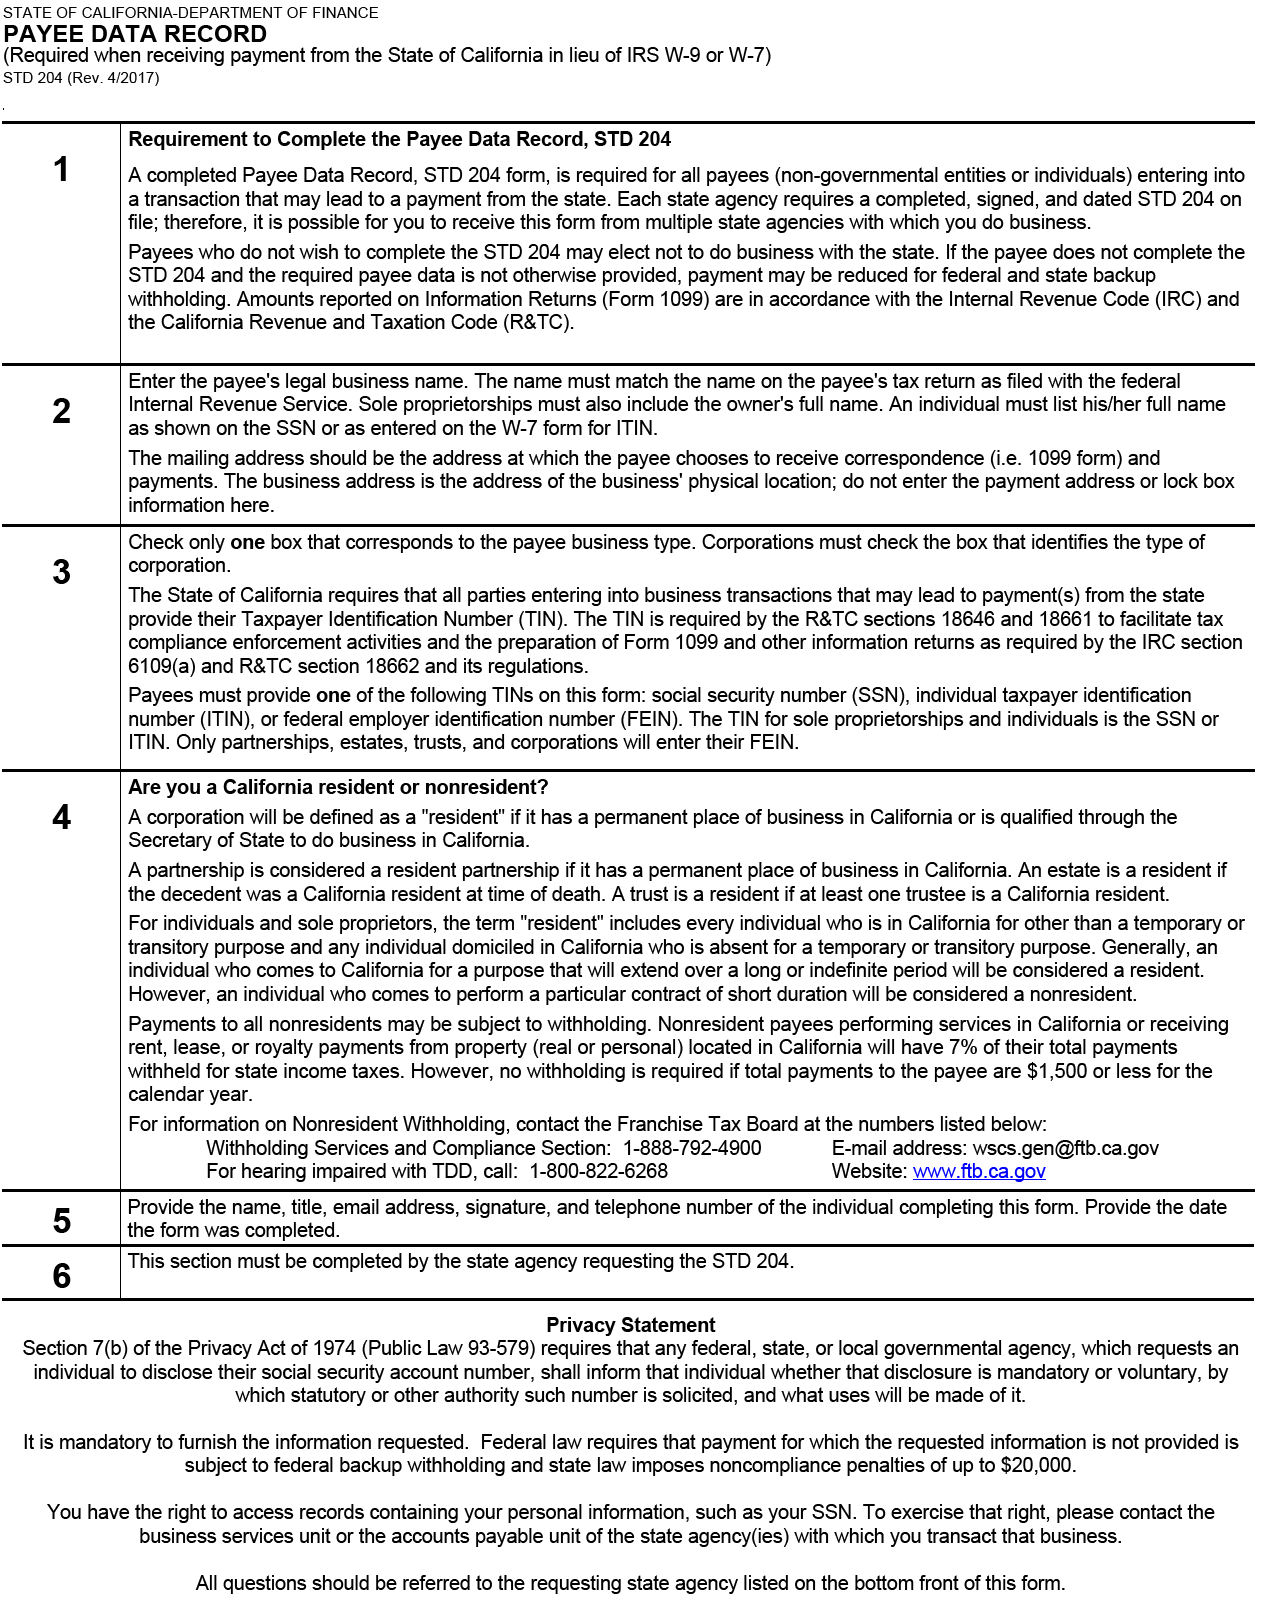 STATE OF CALIFORNIA-DEPARTMENT OF FINANCE
PAYEE DATA RECORD
(Required when receiving payment from the State of California in lieu of IRS W-9 or W-7)
STD 204 (Rev. 4/2017)
.
1
Requirement to Complete the Payee Data Record, STD 204
A completed Payee Data Record, STD 204 form, is required for all payees (non-governmental entities or individuals) entering into
a transaction that may lead to a payment from the state. Each state agency requires a completed, signed, and dated STD 204 on
file; therefore, it is possible for you to receive this form from multiple state agencies with which you do business.
Payees who do not wish to complete the STD 204 may elect not to do business with the state. If the payee does not complete the
STD 204 and the required payee data is not otherwise provided, payment may be reduced for federal and state backup
withholding. Amounts reported on Information Returns (Form 1099) are in accordance with the Internal Revenue Code (IRC) and
the California Revenue and Taxation Code (R&TC).
2
Enter the payee's legal business name. The name must match the name on the payee's tax return as filed with the federal
Internal Revenue Service. Sole proprietorships must also include the owner's full name. An individual must list his/her full name
as shown on the SSN or as entered on the W-7 form for ITIN.
The mailing address should be the address at which the payee chooses to receive correspondence (i.e. 1099 form) and
payments. The business address is the address of the business' physical location; do not enter the payment address or lock box
information here.
3
Check only one box that corresponds to the payee business type. Corporations must check the box that identifies the type of
corporation.
The State of California requires that all parties entering into business transactions that may lead to payment(s) from the state
provide their Taxpayer Identification Number (TIN). The TIN is required by the R&TC sections 18646 and 18661 to facilitate tax
compliance enforcement activities and the preparation of Form 1099 and other information returns as required by the IRC section
6109(a) and R&TC section 18662 and its regulations.
Payees must provide one of the following TINs on this form: social security number (SSN), individual taxpayer identification
number (ITIN), or federal employer identification number (FEIN). The TIN for sole proprietorships and individuals is the SSN or
ITIN. Only partnerships, estates, trusts, and corporations will enter their FEIN.
4
Are you a California resident or nonresident?
A corporation will be defined as a "resident" if it has a permanent place of business in California or is qualified through the
Secretary of State to do business in California.
A partnership is considered a resident partnership if it has a permanent place of business in California. An estate is a resident if
the decedent was a California resident at time of death. A trust is a resident if at least one trustee is a California resident.
For individuals and sole proprietors, the term "resident" includes every individual who is in California for other than a temporary or
transitory purpose and any individual domiciled in California who is absent for a temporary or transitory purpose. Generally, an
individual who comes to California for a purpose that will extend over a long or indefinite period will be considered a resident.
However, an individual who comes to perform a particular contract of short duration will be considered a nonresident.
Payments to all nonresidents may be subject to withholding. Nonresident payees performing services in California or receiving
rent, lease, or royalty payments from property (real or personal) located in California will have 7% of their total payments
withheld for state income taxes. However, no withholding is required if total payments to the payee are $1,500 or less for the
calendar year.
For information on Nonresident Withholding, contact the Franchise Tax Board at the numbers listed below:
Withholding Services and Compliance Section: 1-888-792-4900 E-mail address: wscs.gen@ftb.ca.gov
For hearing impaired with TDD, call: 1-800-822-6268 Website: www.ftb.ca.gov
5
Provide the name, title, email address, signature, and telephone number of the individual completing this form. Provide the date
the form was completed.
6
This section must be completed by the state agency requesting the STD 204.
Privacy Statement
Section 7(b) of the Privacy Act of 1974 (Public Law 93-579) requires that any federal, state, or local governmental agency, which requests an
individual to disclose their social security account number, shall inform that individual whether that disclosure is mandatory or voluntary, by
which statutory or other authority such number is solicited, and what uses will be made of it.
It is mandatory to furnish the information requested. Federal law requires that payment for which the requested information is not provided is
subject to federal backup withholding and state law imposes noncompliance penalties of up to $20,000.
You have the right to access records containing your personal information, such as your SSN. To exercise that right, please contact the
business services unit or the accounts payable unit of the state agency(ies) with which you transact that business.
All questions should be referred to the requesting state agency listed on the bottom front of this form.